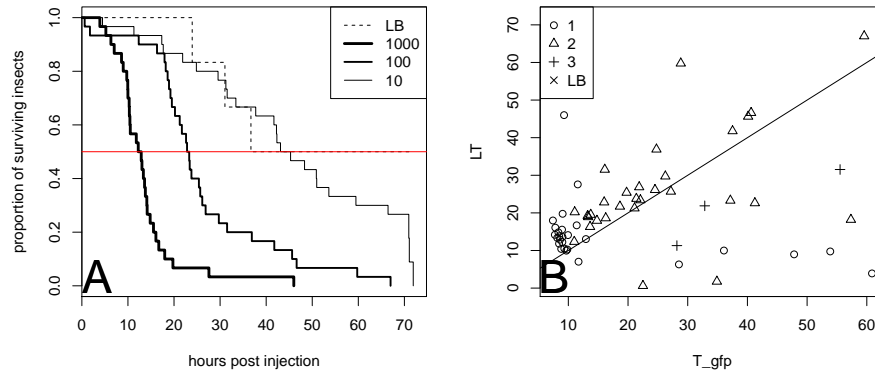 1.0
0.8
0.6
0.4
0.2
0.0
proportion of surviving insects
LB
1000
100
10
A
0 10 20 30 40 50 60 70
hours post injection
70
60
50
40
30
20
10
0
LT
1
2
3
LB
B
10 20 30 40 50 60
T_gfp